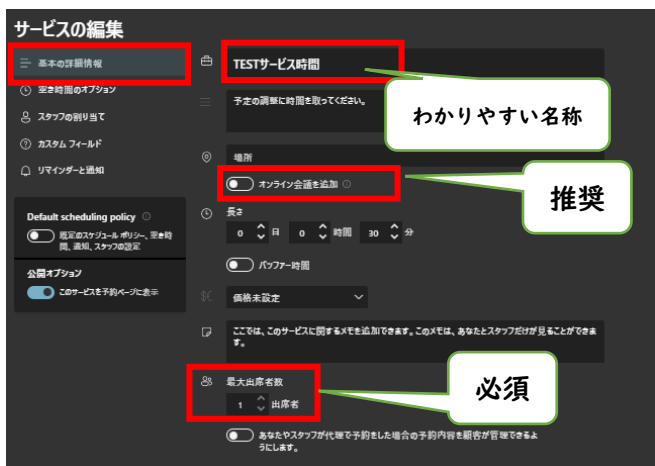 サービスの編集
基本の詳細情報
空き時間のオプション
スタッフの割り当て
カスタム フィールド
リマインダーと通知
Default scheduling policy
既定のスケジュール ポリシー、空き時
間、通知、スタッフの設定
公開オプション
このサービスを予約ページに表示
TESTサービス時間
予定の調整に時間を取ってください。
わかりやすい名称
場所
オンライン会議を追加
推奨
長さ
0 日 0 時間 30 分
バッファー時間
価格未設定
ここでは、このサービスに関するメモを追加できます。このメモは、あなたとスタッフだけが見ることができま
す。
最大出席者数
1 出席者
必須
あなたやスタッフが代理で予約をした場合の予約内容を顧客が管理できるよ
うにします。